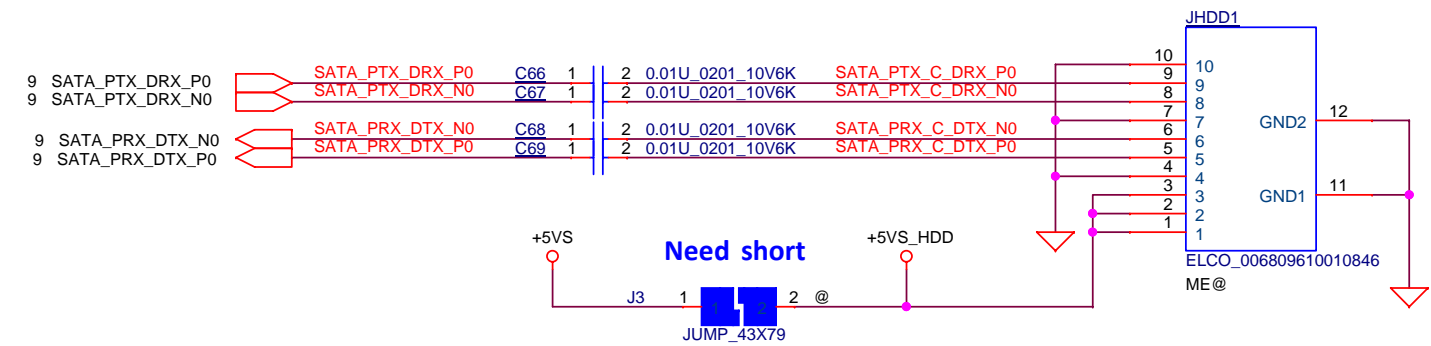 JHDD1
10 10
9 SATA_PTX_DRX_P0 SATA_PTX_DRX_P0 C66 1 2 0.01U_0201_10V6K SATA_PTX_C_DRX_P0 9 9
9 SATA_PTX_DRX_N0 SATA_PTX_DRX_N0 C67 1 2 0.01U_0201_10V6K SATA_PTX_C_DRX_N0 8 8
7 7 GND2 12
9 SATA_PRX_DTX_N0 SATA_PRX_DTX_N0 C68 1 2 0.01U_0201_10V6K SATA_PRX_C_DTX_N0 6 6
9 SATA_PRX_DTX_P0 SATA_PRX_DTX_P0 C69 1 2 0.01U_0201_10V6K SATA_PRX_C_DTX_P0 5 5
4 4
3 3 GND1 11
2 2
1 1
+5VS Need short +5VS_HDD
ELCO_006809610010846
ME@
J3 1 1 2 2 @
JUMP_43X79